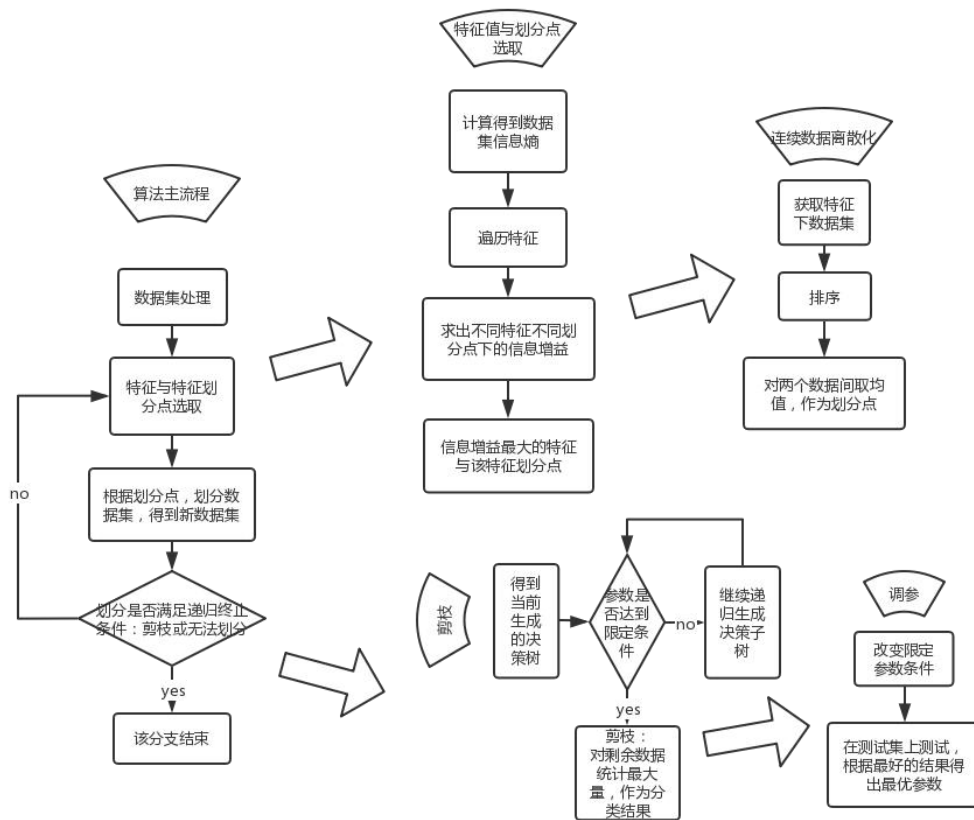 算法主流程
数据集处理
特征与特征划
分点选取
根据划分点，划分数
据集，得到新数据集
划分是否满足递归终止
条件：剪枝或无法划分
no
yes
该分支结束
特征值与划分点
选取
计算得到数据
集信息熵
遍历特征
求出不同特征不同划
分点下的信息增益
信息增益最大的特征
与该特征划分点
连续数据离散化
获取特征
下数据集
排序
对两个数据间取均
值，作为划分点
剪枝
得到
当前
生成
的决
策树
参数是
否达到
限定条
件
no
继续递
归生成
决策子
树
yes
剪枝：
对剩余数据
统计最大
量，作为分
类结果
调参
改变限定
参数条件
在测试集上测试，
根据最好的结果得
出最优参数